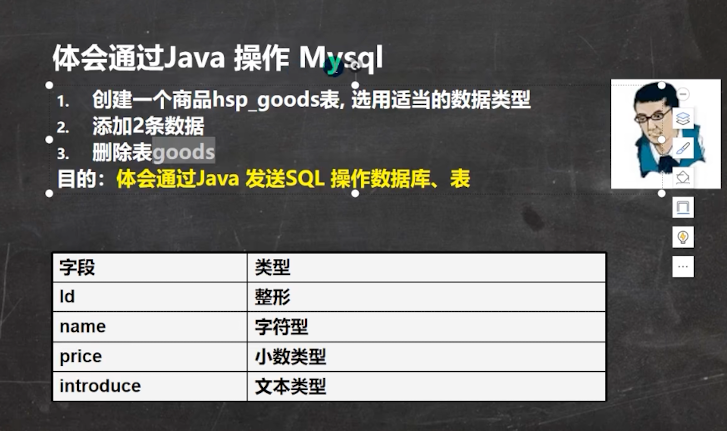 体会通过Java 操作 Mysql
1. 创建一个商品hsp_goods表, 选用适当的数据类型
2. 添加2条数据
3. 删除表goods
目的：体会通过Java 发送SQL 操作数据库、表
字段 类型
Id 整形
name 字符型
price 小数类型
introduce 文本类型